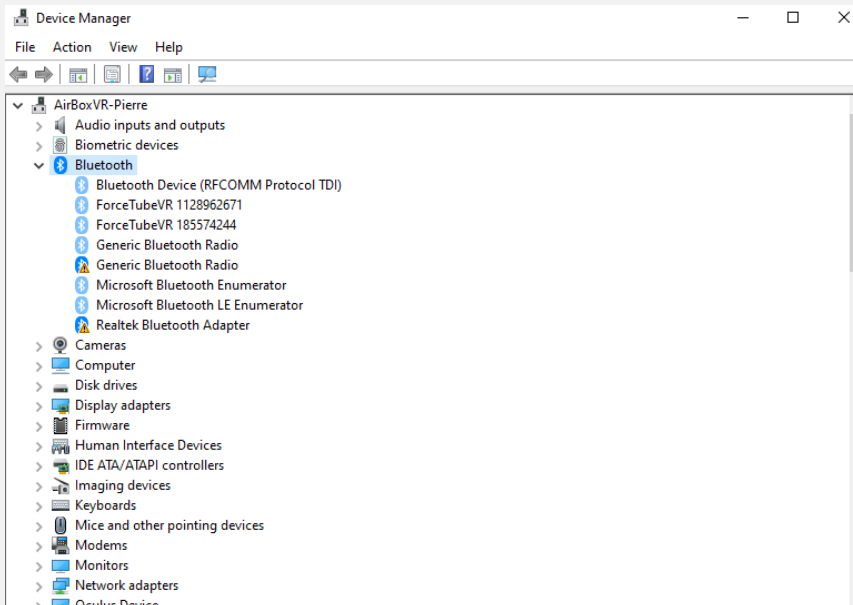 Device Manager
File Action View Help
AirBoxVR-Pierre
Audio inputs and outputs
Biometric devices
Bluetooth
Bluetooth Device (RFCOMM Protocol TDI)
ForceTubeVR 1128962671
ForceTubeVR 185574244
Generic Bluetooth Radio
Generic Bluetooth Radio
Microsoft Bluetooth Enumerator
Microsoft Bluetooth LE Enumerator
Realtek Bluetooth Adapter
Cameras
Computer
Disk drives
Display adapters
Firmware
Human Interface Devices
IDE ATA/ATAPI controllers
Imaging devices
Keyboards
Mice and other pointing devices
Modems
Monitors
Network adapters
Oculus Device